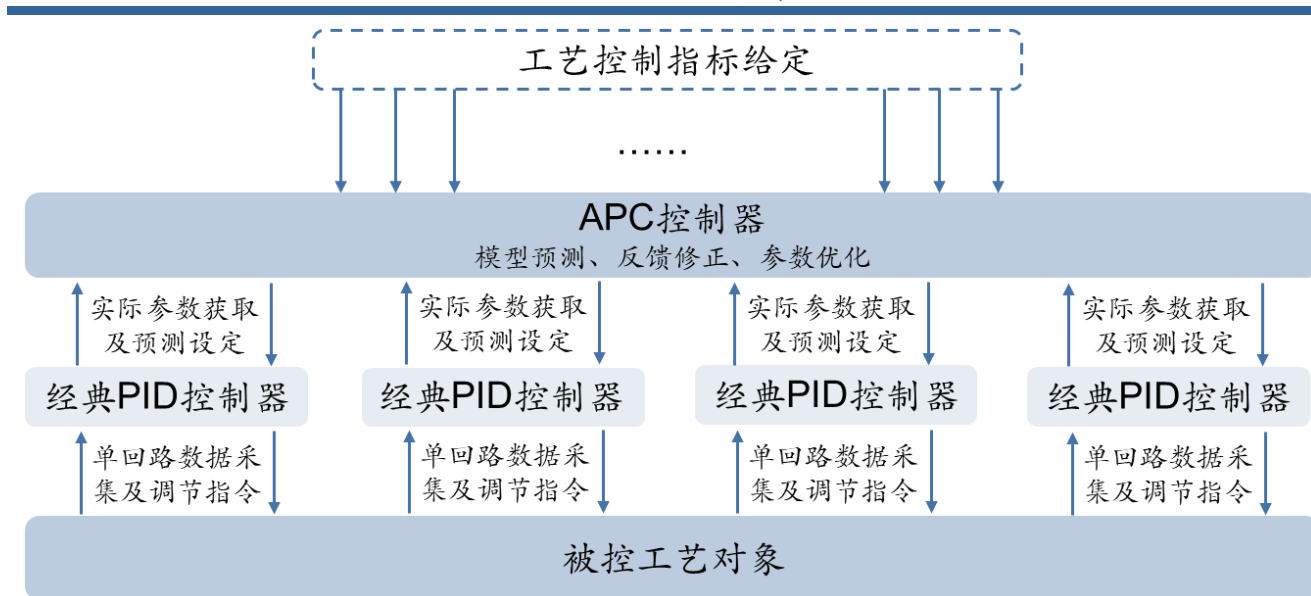 工艺控制指标给定
……
APC控制器
模型预测、反馈修正、参数优化
实际参数获取
及预测设定
实际参数获取
及预测设定
实际参数获取
及预测设定
实际参数获取
及预测设定
经典PID控制器
经典PID控制器
经典PID控制器
经典PID控制器
单回路数据采
集及调节指令
单回路数据采
集及调节指令
单回路数据采
集及调节指令
单回路数据采
集及调节指令
被控工艺对象